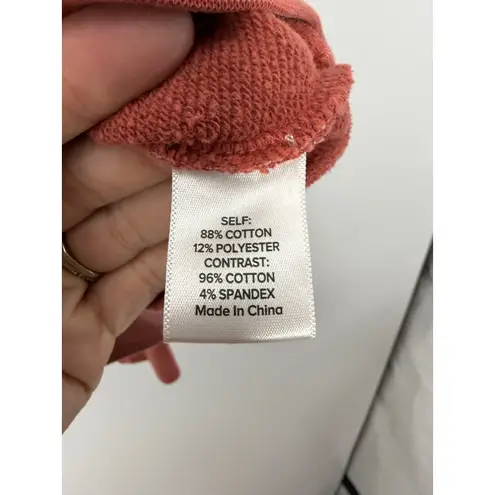 SELF:
88% COTTON
12% POLYESTER
CONTRAST:
96% COTTON
4% SPANDEX
Made In China